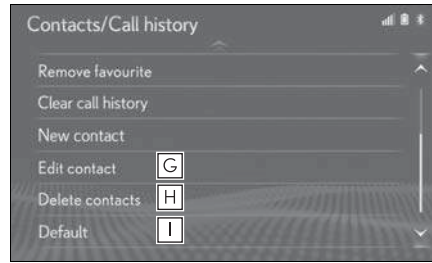 Contacts/Call history
Remove favourite
Clear call history
New contact
Edit contact G
Delete contacts H
Default I